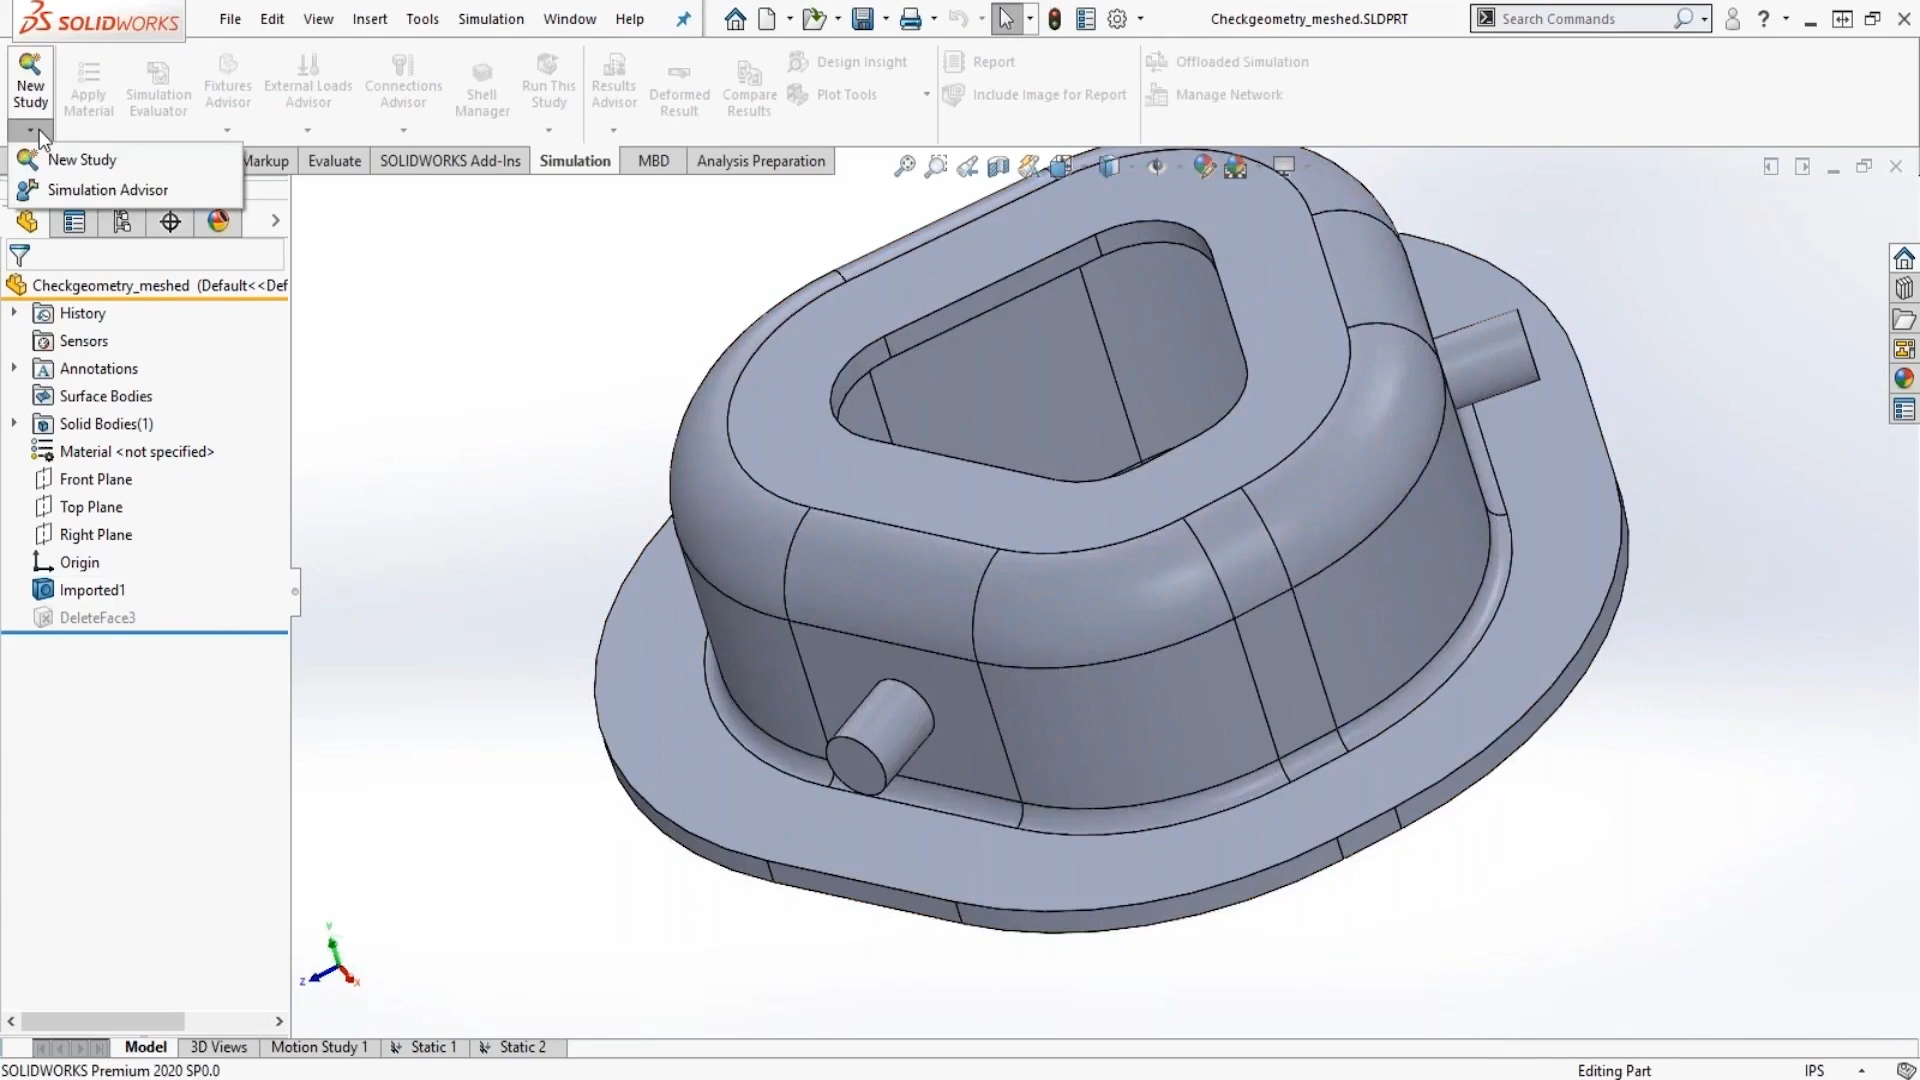 SOLIDWORKS
File Edit View Insert Tools Simulation Window Help
Checkgeometry_meshed.SLDPRT
Search Commands
New Study
Apply Material
Simulation Evaluator
Fixtures Advisor
External Loads Advisor
Connections Advisor
Shell Manager
Run This Study
Results Advisor
Deformed Result
Compare Results
Design Insight
Plot Tools
Report
Include Image for Report
Offloaded Simulation
Manage Network
New Study
Simulation Advisor
Markup Evaluate SOLIDWORKS Add-Ins Simulation MBD Analysis Preparation
Checkgeometry_meshed (Default<<Def
History
Sensors
Annotations
Surface Bodies
Solid Bodies(1)
Material <not specified>
Front Plane
Top Plane
Right Plane
Origin
Imported1
DeleteFace3
Y
Z
X
Model 3D Views Motion Study 1 Static 1 Static 2
SOLIDWORKS Premium 2020 SP0.0
Editing Part
IPS